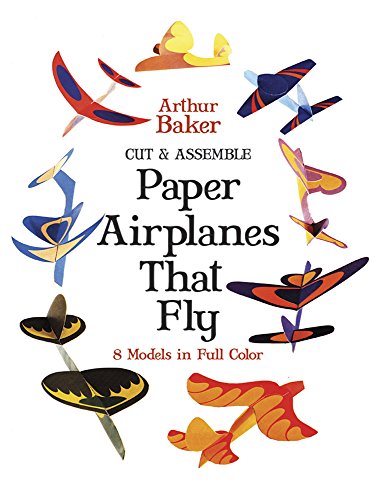 Arthur
Baker
CUT & ASSEMBLE
Paper
Airplanes
That
Fly
8 Models in Full Color